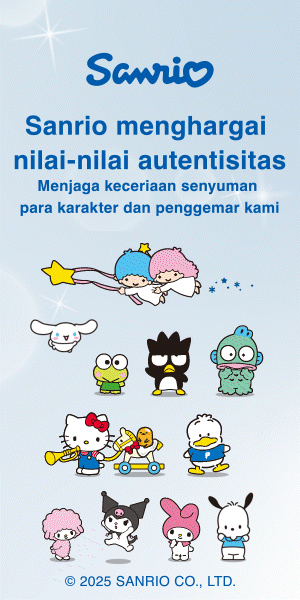 Sanrio
Sanrio menghargai
nilai-nilai autentisitas
Menjaga keceriaan senyuman
para karakter dan penggemar kami
P
© 2025 SANRIO CO., LTD.